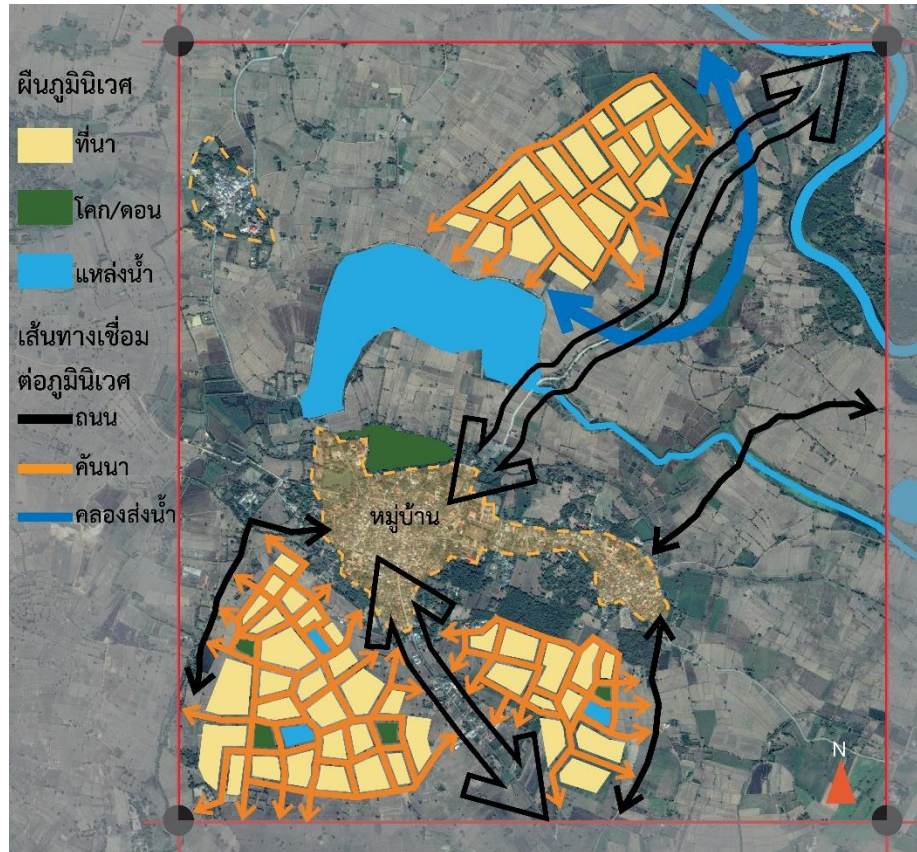 ผืนภูมินิเวศ
ที่นา
โคก/ดอน
แหล่งน้ำ
เส้นทางเชื่อม
ต่อภูมินิเวศ
ถนน
คันนา
คลองส่งน้ำ
หมู่บ้าน
N